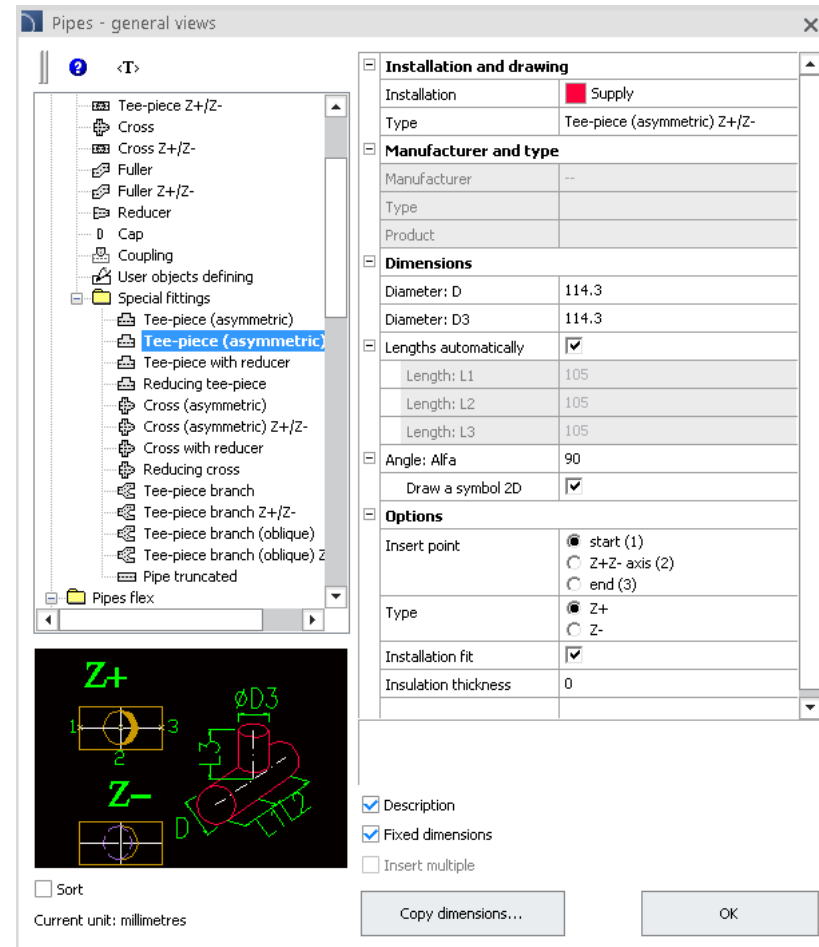 Pipes - general views
<T>
Tee-piece Z+/Z-
Cross
Cross Z+/Z-
Fuller
Fuller Z+/Z-
Reducer
Cap
Coupling
User objects defining
Special fittings
Tee-piece (asymmetric)
Tee-piece (asymmetric)
Tee-piece with reducer
Reducing tee-piece
Cross (asymmetric)
Cross (asymmetric) Z+/Z-
Cross with reducer
Reducing cross
Tee-piece branch
Tee-piece branch Z+/Z-
Tee-piece branch (oblique)
Tee-piece branch (oblique) Z
Pipe truncated
Pipes flex
Installation and drawing
Installation Supply
Type Tee-piece (asymmetric) Z+/Z-
Manufacturer and type
Manufacturer --
Type
Product
Dimensions
Diameter: D 114.3
Diameter: D3 114.3
Lengths automatically
Length: L1 105
Length: L2 105
Length: L3 105
Angle: Alfa 90
Draw a symbol 2D
Options
Insert point start (1)
Z+Z- axis (2)
end (3)
Type Z+
Z-
Installation fit
Insulation thickness 0
Z+
1 3
2
Z-
øD3
L3
D L1 L2
Description
Fixed dimensions
Insert multiple
Sort
Current unit: millimetres
Copy dimensions...
OK